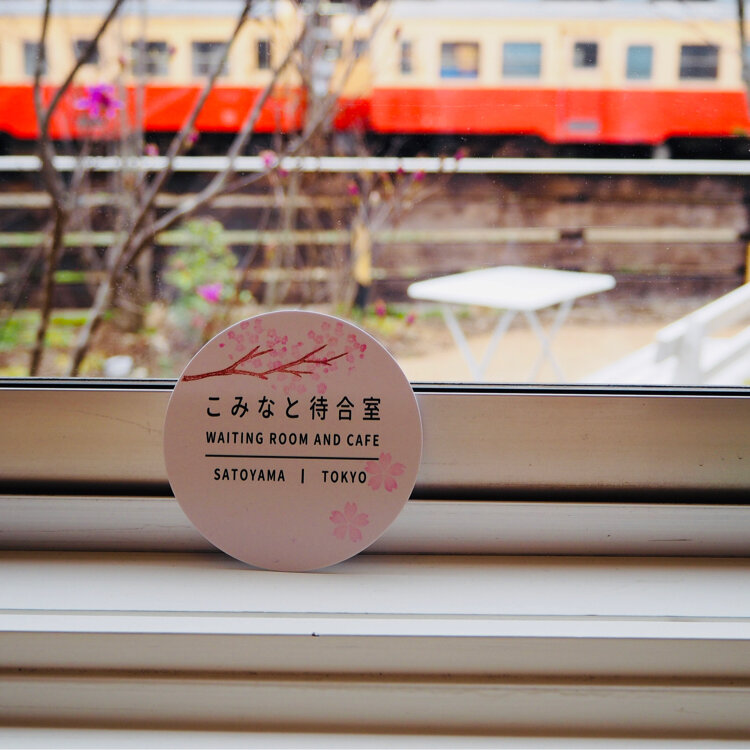 こみなと待合室
WAITING ROOM AND CAFE
SATOYAMA | TOKYO